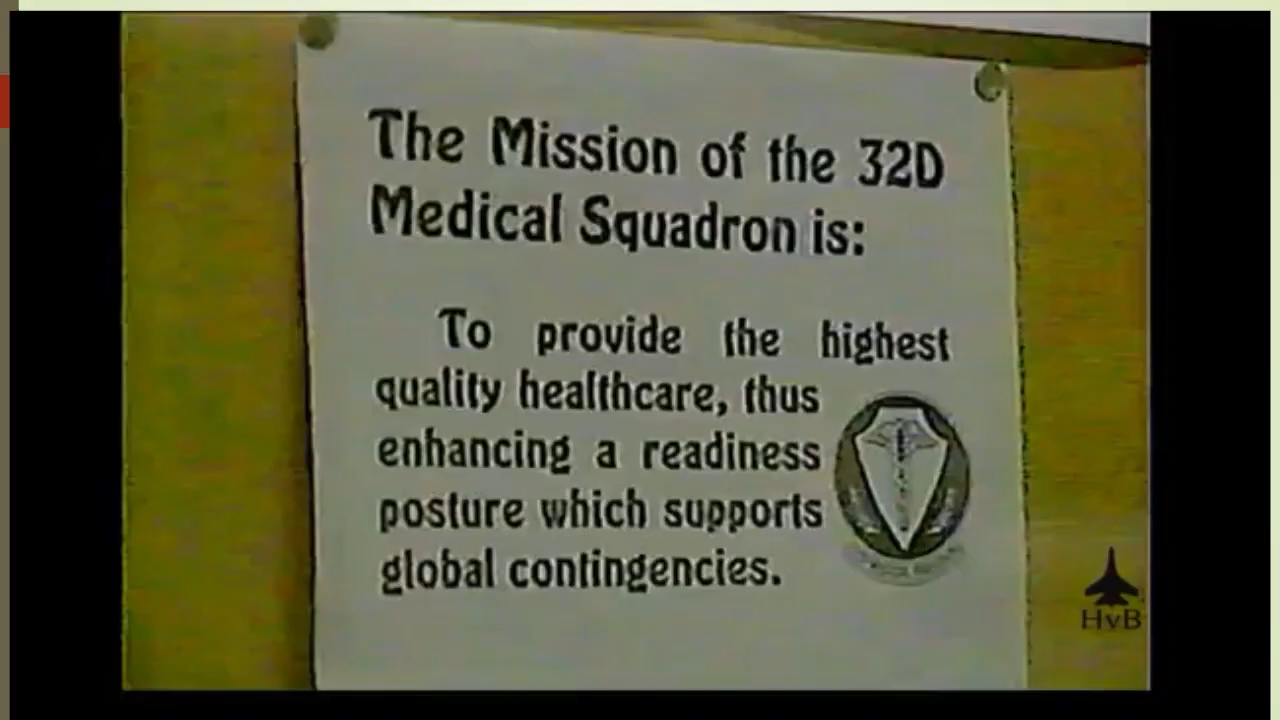 The Mission of the 32D
Medical Squadron is:
To provide the highest
quality healthcare, thus
enhancing a readiness
posture which supports
global contingencies.
HvB